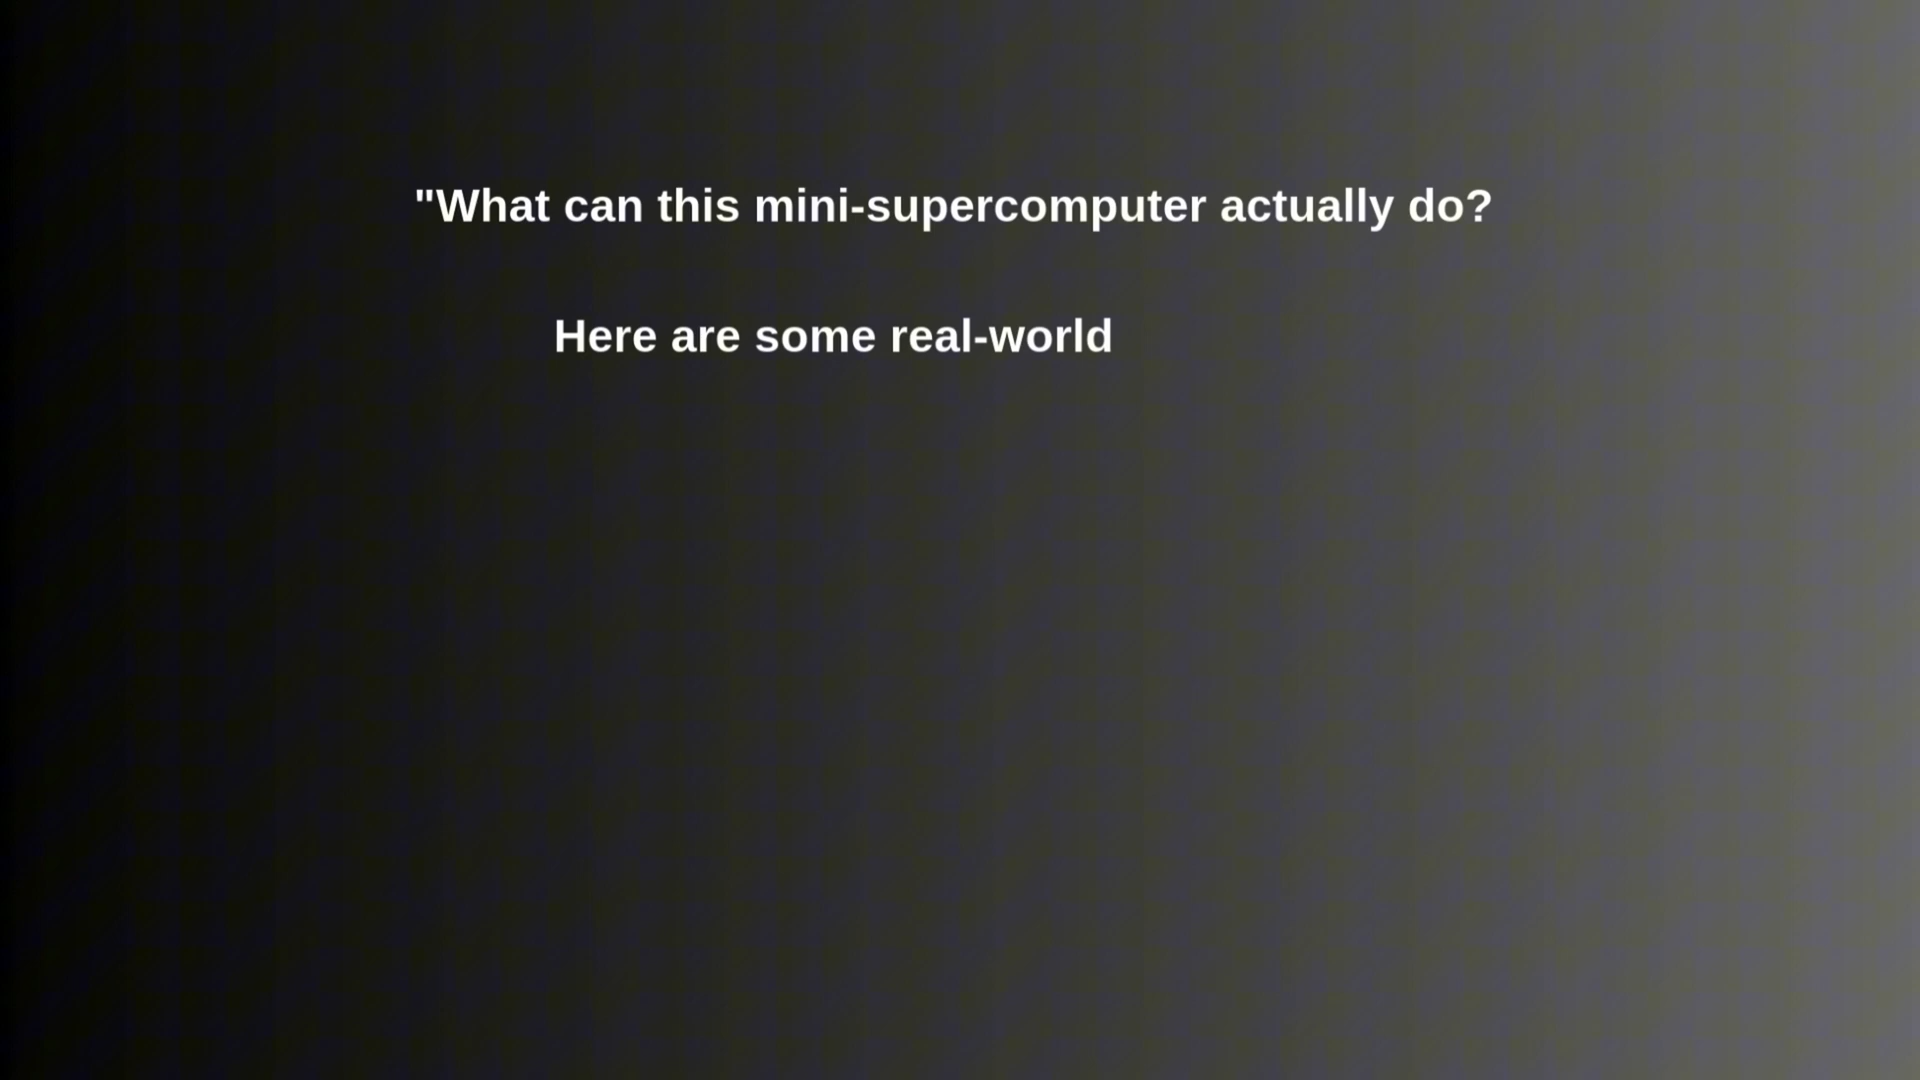 "What can this mini-supercomputer actually do?
Here are some real-world